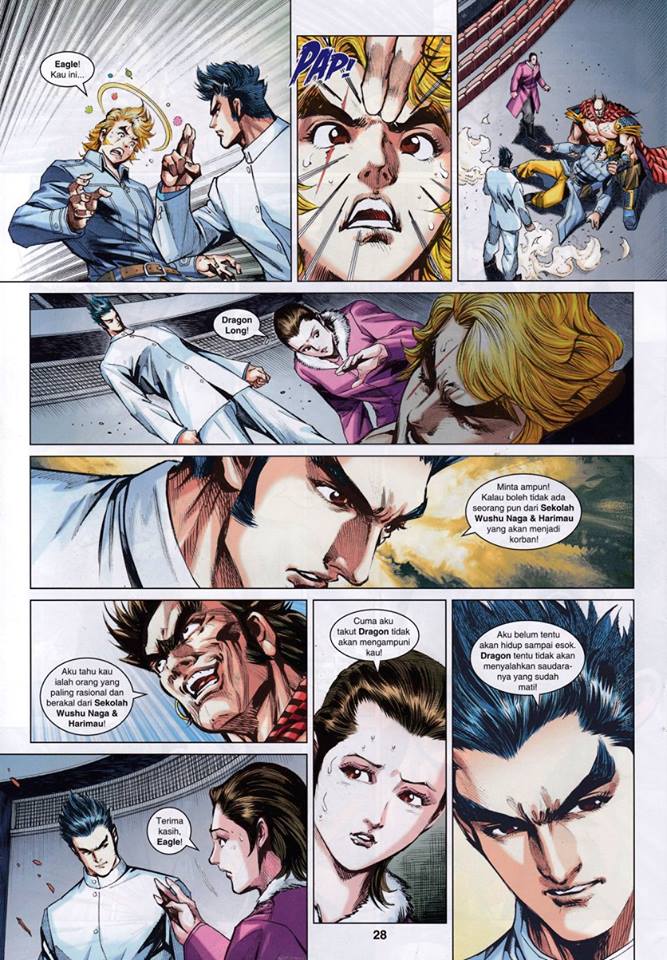 Eagle!
Kau ini...
PAP!
Dragon
Long!
Minta ampun!
Kalau boleh tidak ada
seorang pun dari Sekolah
Wushu Naga & Harimau
yang akan menjadi
korban!
Aku tahu kau
ialah orang yang
paling rasional dan
berakal dari Sekolah
Wushu Naga &
Harimau!
Cuma aku
takut Dragon tidak
akan mengampuni
kau!
Aku belum tentu
akan hidup sampai esok.
Dragon tentu tidak akan
menyalahkan saudara-
nya yang sudah
mati!
Terima
kasih,
Eagle!
28